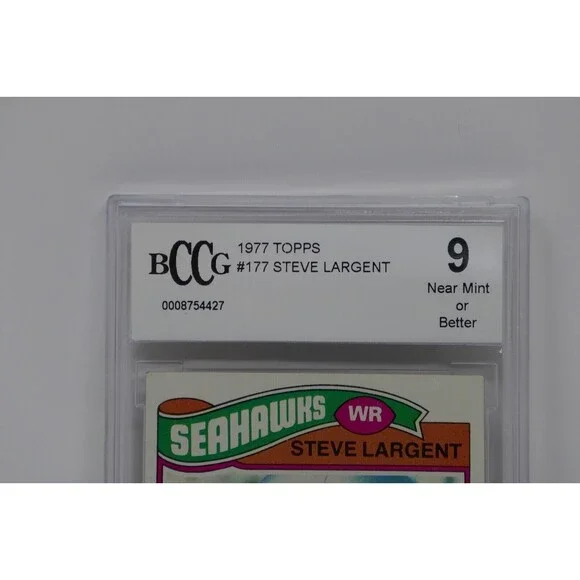 BCCG
1977 TOPPS
#177 STEVE LARGENT
0008754427
9
Near Mint
or
Better
SEAHAWKS
WR
STEVE LARGENT